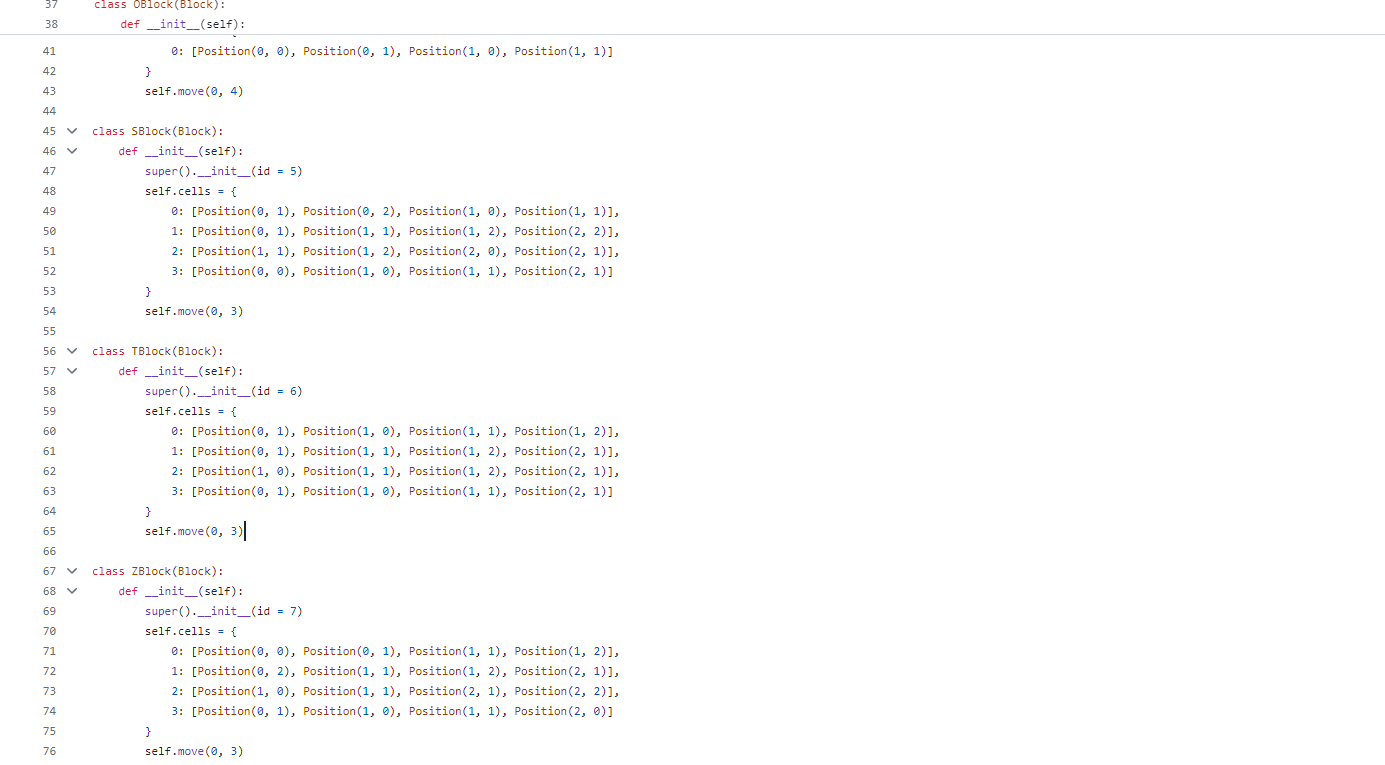 37 class OBlock(Block):
38 def __init__(self):
41 0: [Position(0, 0), Position(0, 1), Position(1, 0), Position(1, 1)]
42 }
43 self.move(0, 4)
44
45 class SBlock(Block):
46 def __init__(self):
47 super().__init__(id = 5)
48 self.cells = {
49 0: [Position(0, 1), Position(0, 2), Position(1, 0), Position(1, 1)],
50 1: [Position(0, 1), Position(1, 1), Position(1, 2), Position(2, 2)],
51 2: [Position(1, 1), Position(1, 2), Position(2, 0), Position(2, 1)],
52 3: [Position(0, 0), Position(1, 0), Position(1, 1), Position(2, 1)]
53 }
54 self.move(0, 3)
55
56 class TBlock(Block):
57 def __init__(self):
58 super().__init__(id = 6)
59 self.cells = {
60 0: [Position(0, 1), Position(1, 0), Position(1, 1), Position(1, 2)],
61 1: [Position(0, 1), Position(1, 1), Position(1, 2), Position(2, 1)],
62 2: [Position(1, 0), Position(1, 1), Position(1, 2), Position(2, 1)],
63 3: [Position(0, 1), Position(1, 0), Position(1, 1), Position(2, 1)]
64 }
65 self.move(0, 3)
66
67 class ZBlock(Block):
68 def __init__(self):
69 super().__init__(id = 7)
70 self.cells = {
71 0: [Position(0, 0), Position(0, 1), Position(1, 1), Position(1, 2)],
72 1: [Position(0, 2), Position(1, 1), Position(1, 2), Position(2, 1)],
73 2: [Position(1, 0), Position(1, 1), Position(2, 1), Position(2, 2)],
74 3: [Position(0, 1), Position(1, 0), Position(1, 1), Position(2, 0)]
75 }
76 self.move(0, 3)